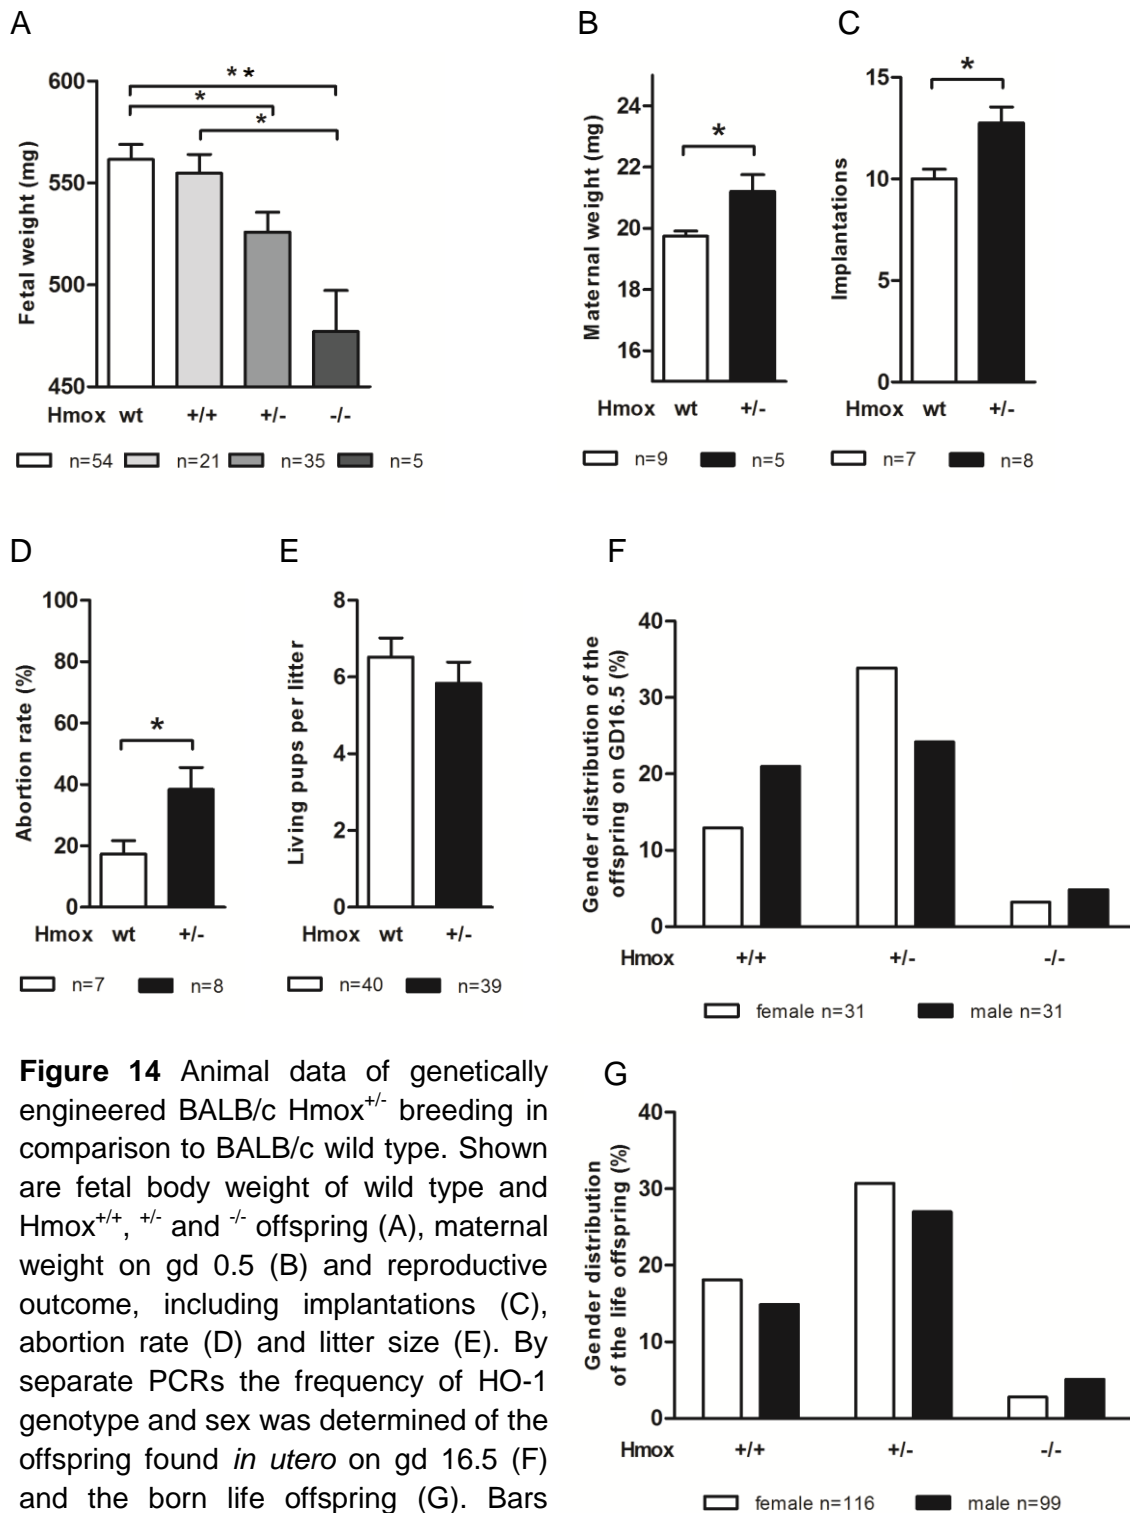 A
600
550
500
450
Fetal weight (mg)
**
*
*
Hmox wt +/+ +/- -/-
n=54 n=21 n=35 n=5
B
24
22
20
18
16
Maternal weight (mg)
*
Hmox wt +/-
n=9 n=5
C
15
10
5
0
Implantations
*
Hmox wt +/-
n=7 n=8
D
100
80
60
40
20
0
Abortion rate (%)
*
Hmox wt +/-
n=7 n=8
E
8
6
4
2
0
Living pups per litter
wt +/-
n=40 n=39
F
40
30
20
10
0
Gender distribution of the
offspring on GD16.5 (%)
Hmox +/+ +/- -/-
female n=31 male n=31
Figure 14 Animal data of genetically
engineered BALB/c Hmox+/- breeding in
comparison to BALB/c wild type. Shown
are fetal body weight of wild type and
Hmox+/+, +/- and -/- offspring (A), maternal
weight on gd 0.5 (B) and reproductive
outcome, including implantations (C),
abortion rate (D) and litter size (E). By
separate PCRs the frequency of HO-1
genotype and sex was determined of the
offspring found in utero on gd 16.5 (F)
and the born life offspring (G). Bars
G
40
30
20
10
0
Gender distribution
of the life offspring (%)
Hmox +/+ +/- -/-
female n=116 male n=99